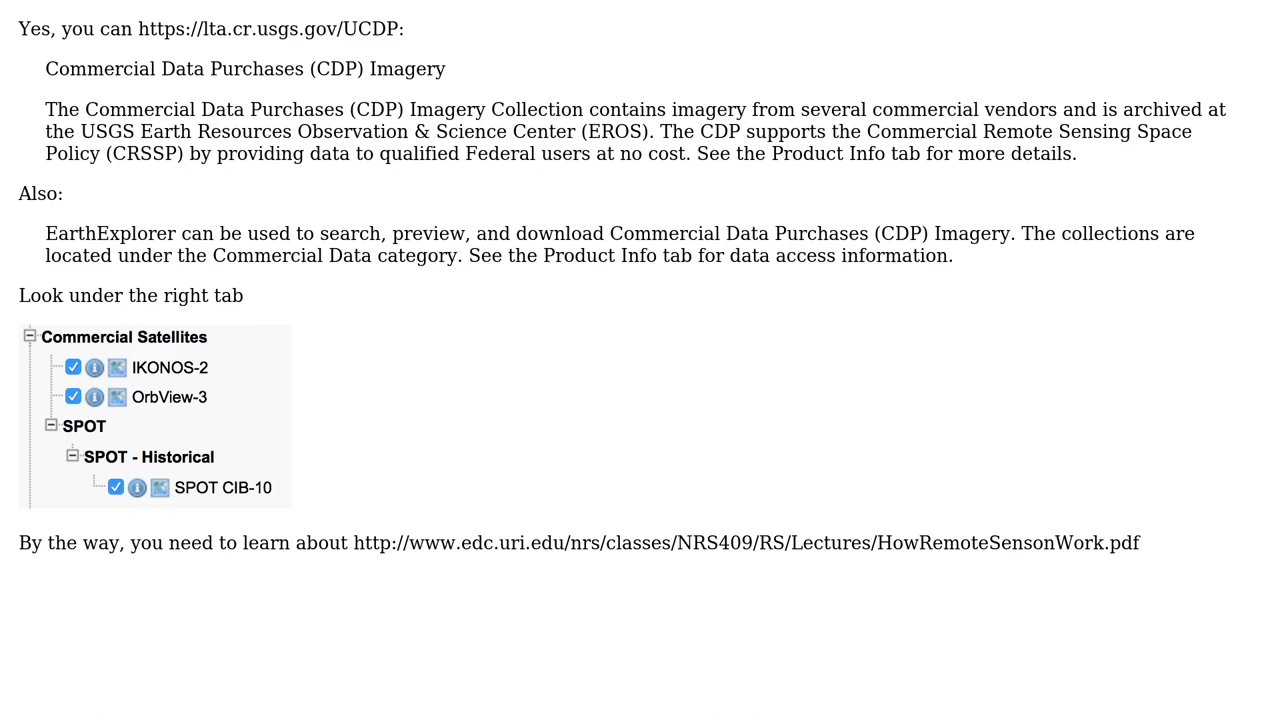 Yes, you can https://lta.cr.usgs.gov/UCDP:
Commercial Data Purchases (CDP) Imagery
The Commercial Data Purchases (CDP) Imagery Collection contains imagery from several commercial vendors and is archived at
the USGS Earth Resources Observation & Science Center (EROS). The CDP supports the Commercial Remote Sensing Space
Policy (CRSSP) by providing data to qualified Federal users at no cost. See the Product Info tab for more details.
Also:
EarthExplorer can be used to search, preview, and download Commercial Data Purchases (CDP) Imagery. The collections are
located under the Commercial Data category. See the Product Info tab for data access information.
Look under the right tab
Commercial Satellites
IKONOS-2
OrbView-3
SPOT
SPOT - Historical
SPOT CIB-10
By the way, you need to learn about http://www.edc.uri.edu/nrs/classes/NRS409/RS/Lectures/HowRemoteSensonWork.pdf